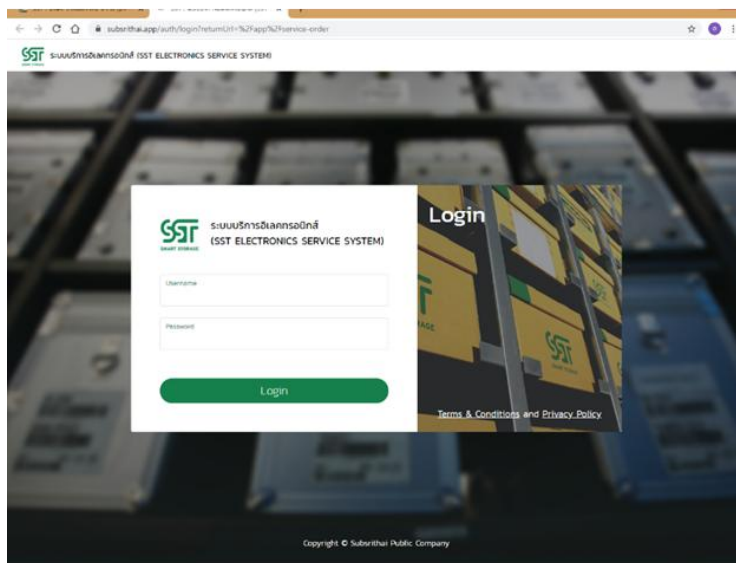 subsrithai.app/auth/login?returnUrl=%2Fapp%2Fservice-order
SST ระบบบริการอิเลคทรอนิกส์ (SST ELECTRONICS SERVICE SYSTEM)
SST
SMART STORAGE
ระบบบริการอิเลคทรอนิกส์
(SST ELECTRONICS SERVICE SYSTEM)
Username
Password
Login
Login
SST
Terms & Conditions and Privacy Policy
Copyright © Subsrithai Public Company